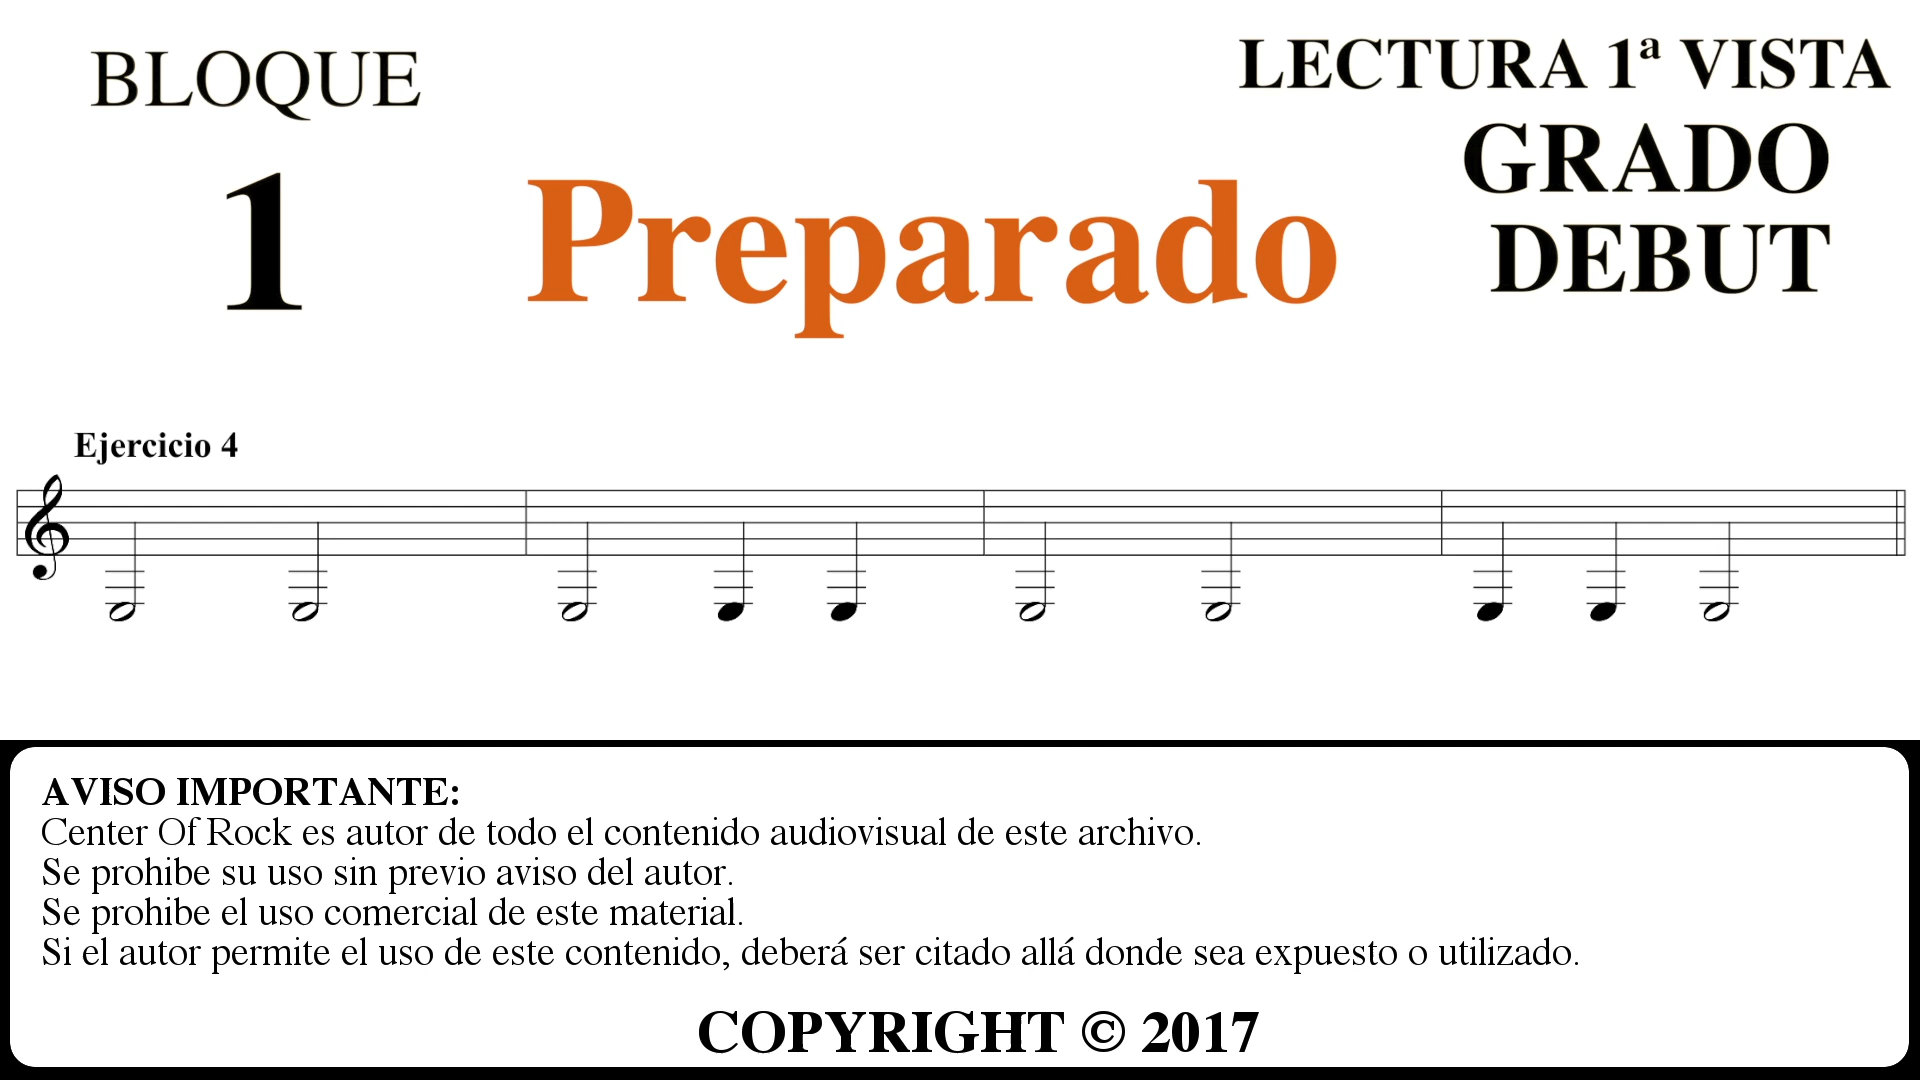 BLOQUE
1
Preparado
LECTURA 1ª VISTA
GRADO
DEBUT
Ejercicio 4
AVISO IMPORTANTE:
Center Of Rock es autor de todo el contenido audiovisual de este archivo.
Se prohibe su uso sin previo aviso del autor.
Se prohibe el uso comercial de este material.
Si el autor permite el uso de este contenido, deberá ser citado allá donde sea expuesto o utilizado.
COPYRIGHT © 2017